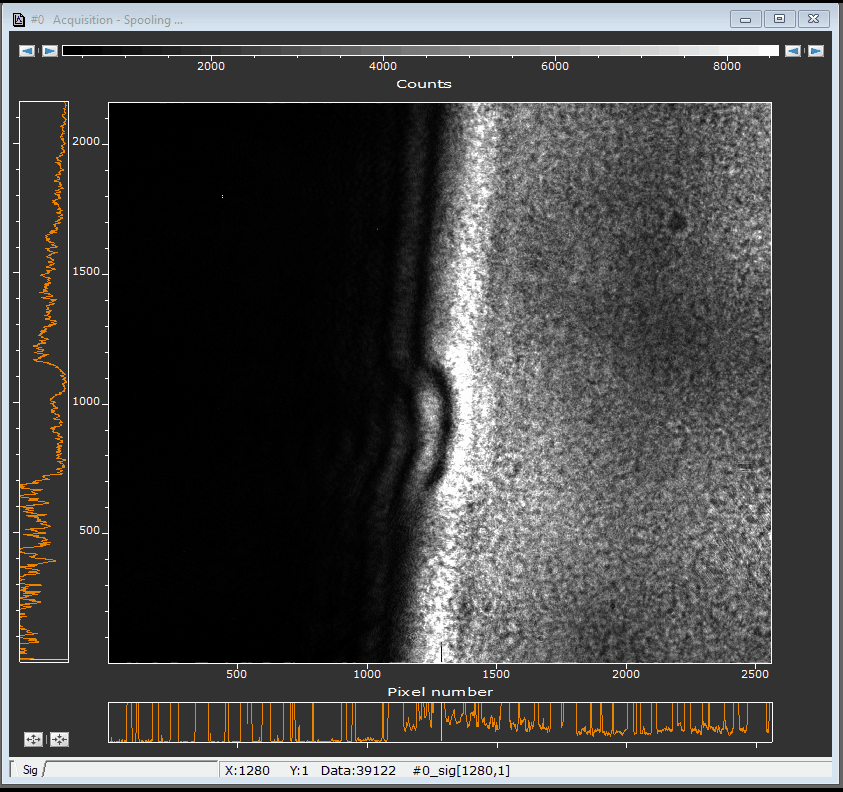 #0 Acquisition - Spooling ...
2000 4000 6000 8000
Counts
2000
1500
1000
500
500 1000 1500 2000 2500
Pixel number
Sig X:1280 Y:1 Data:39122 #0_sig[1280,1]